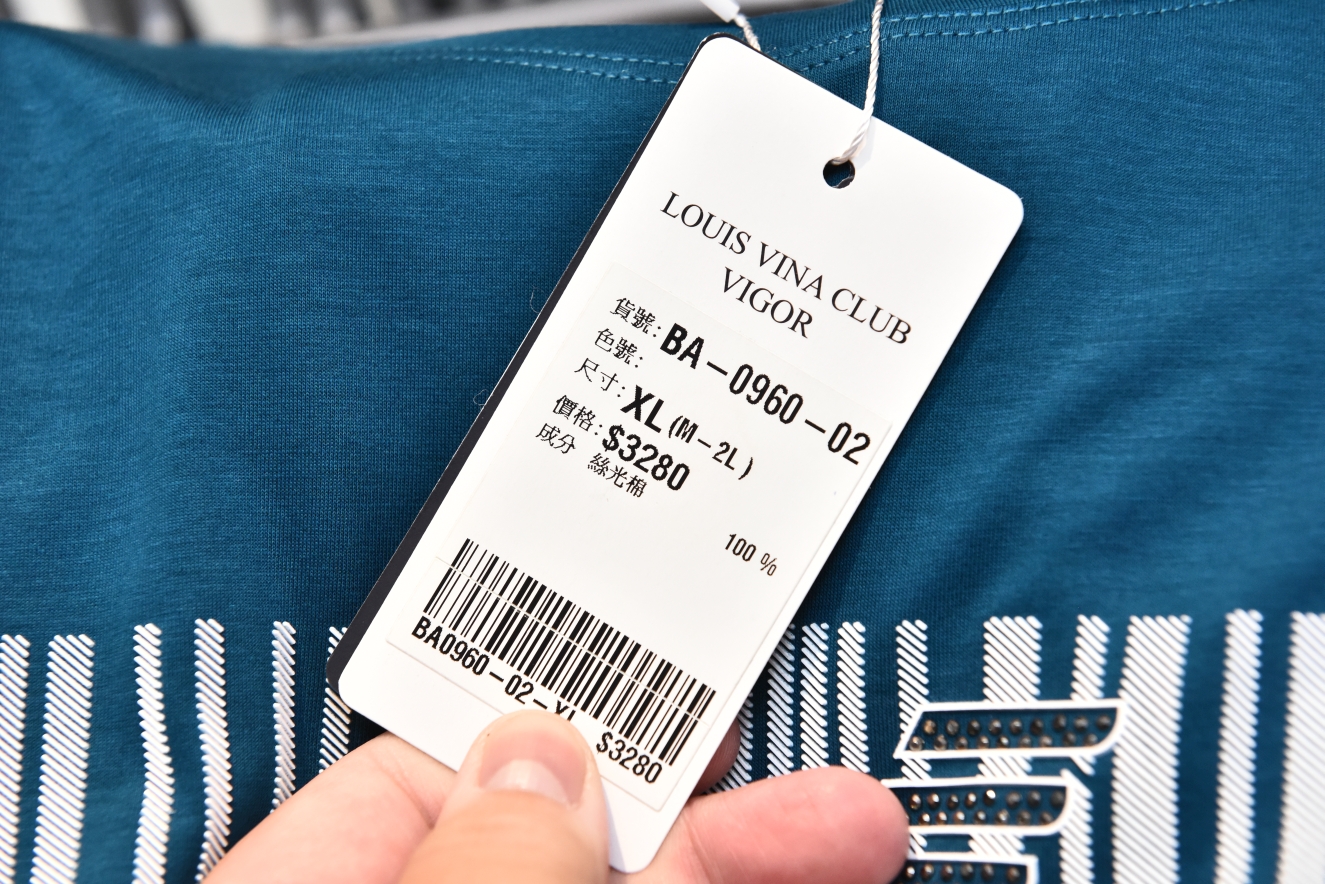 LOUIS VINA CLUB
VIGOR
貨號:BA-0960-02
色號:
尺寸:XL(M-2L)
價格:$3280
成分 絲光棉
100 %
BA0960-02-XL $3280